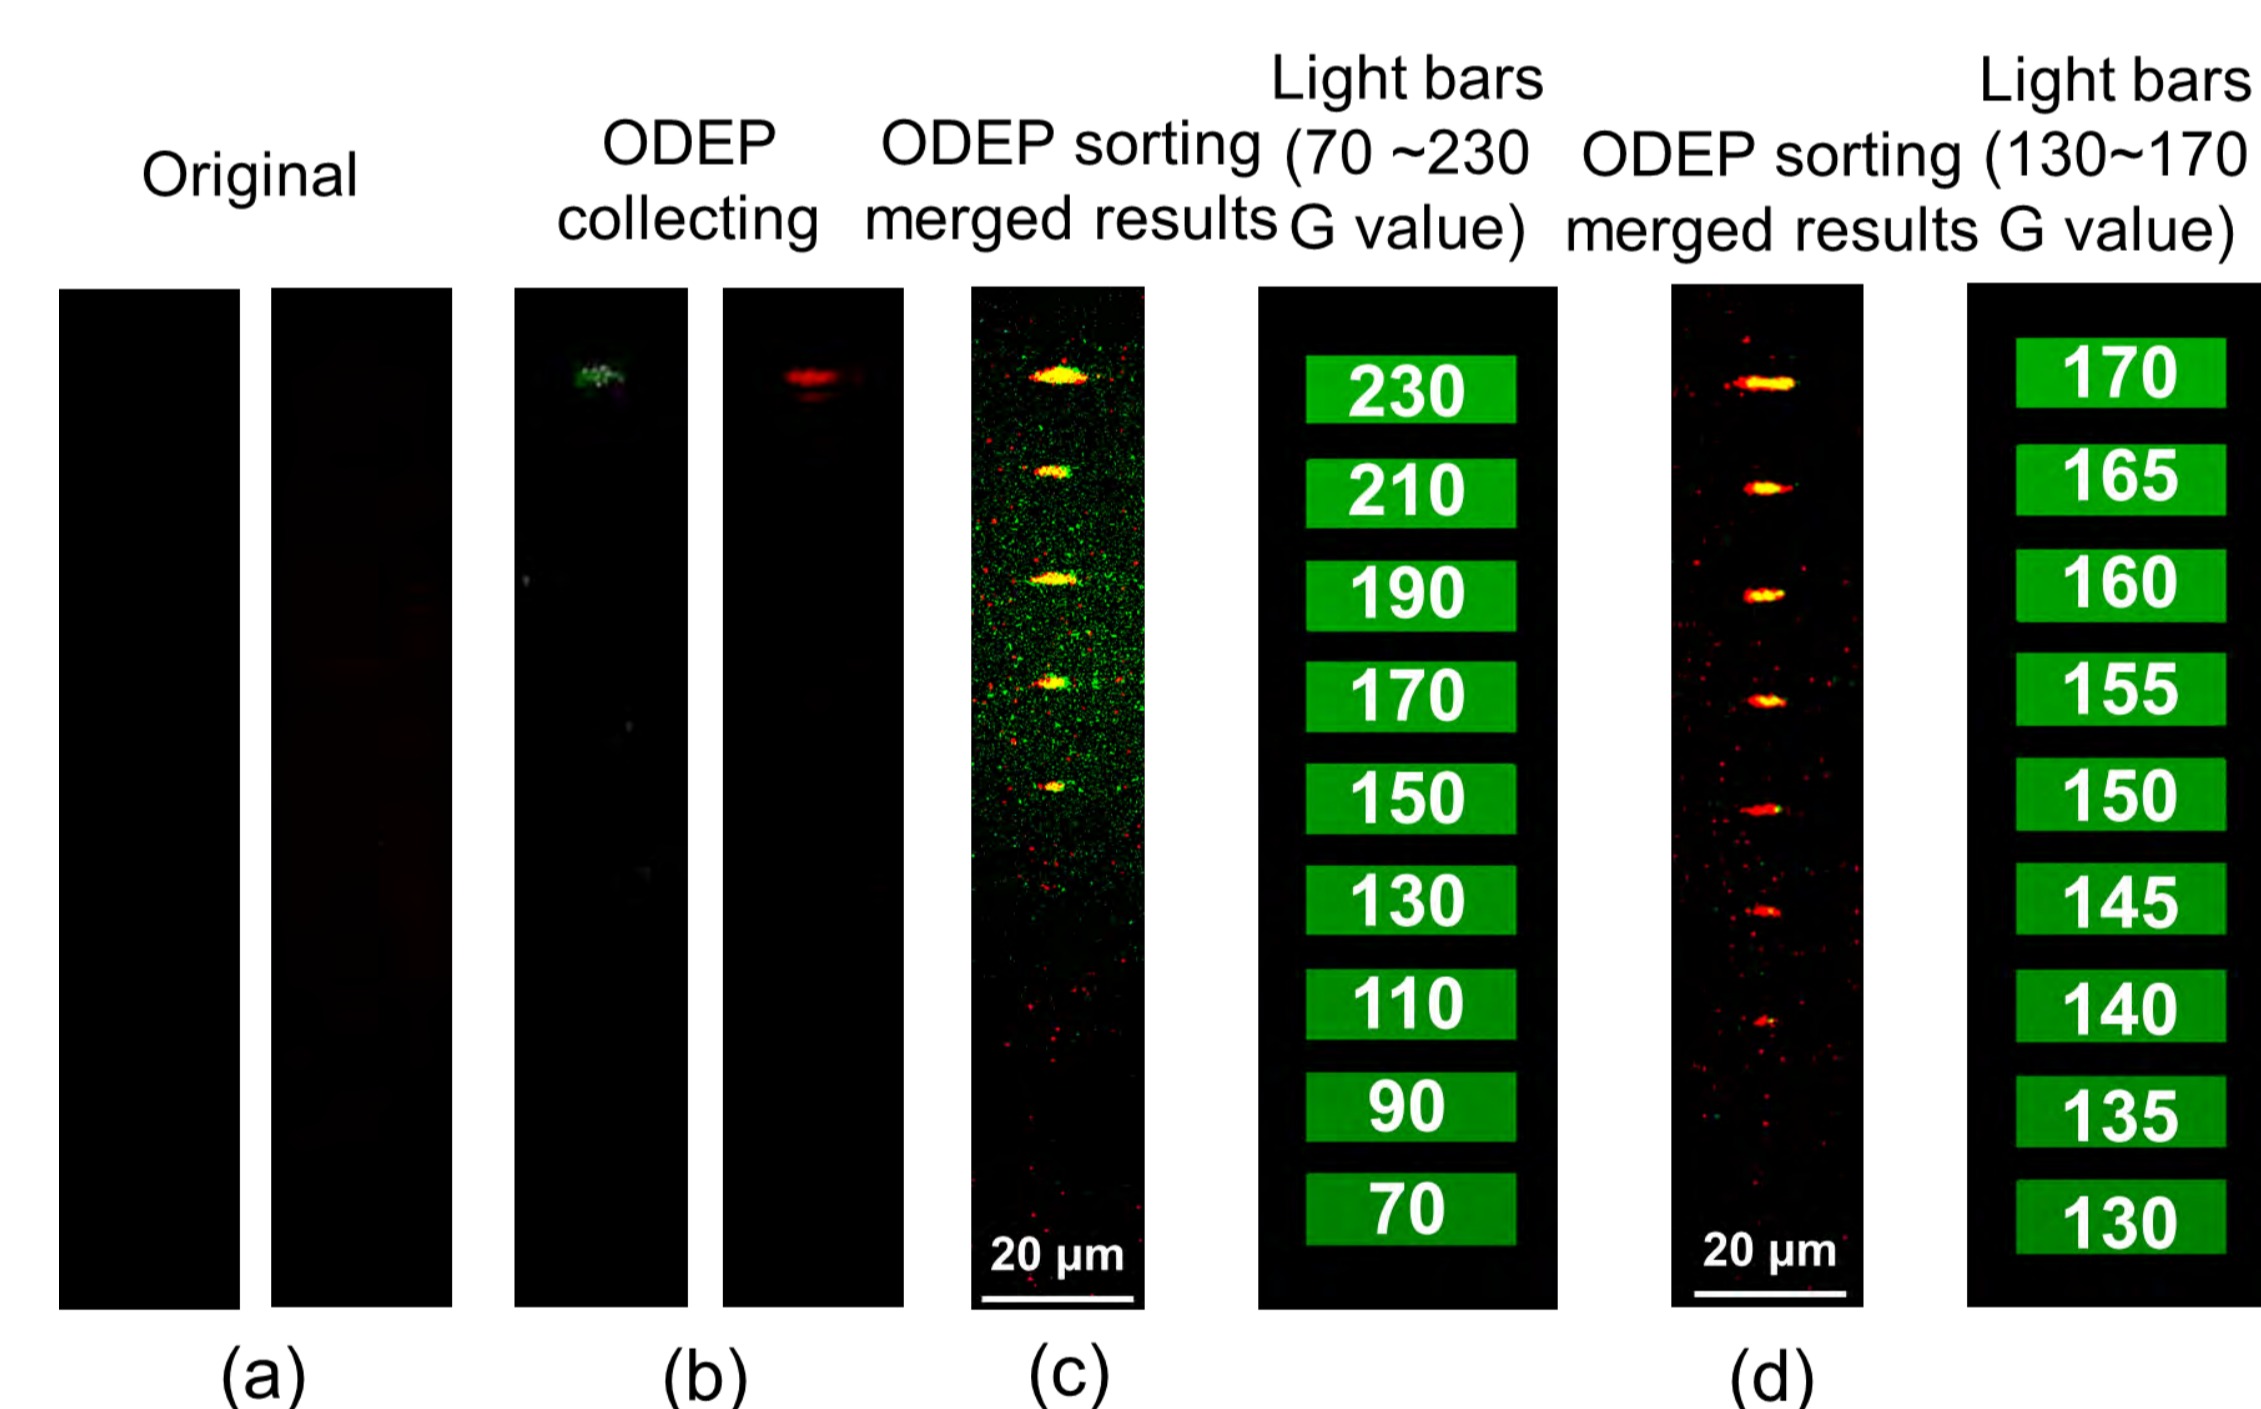 Original
ODEP
collecting
ODEP sorting
merged results
Light bars
(70 ~230
G value)
ODEP sorting
merged results
Light bars
(130~170
G value)
230
210
190
170
150
130
110
90
70
20 µm
170
165
160
155
150
145
140
135
130
20 µm
(a)
(b)
(c)
(d)